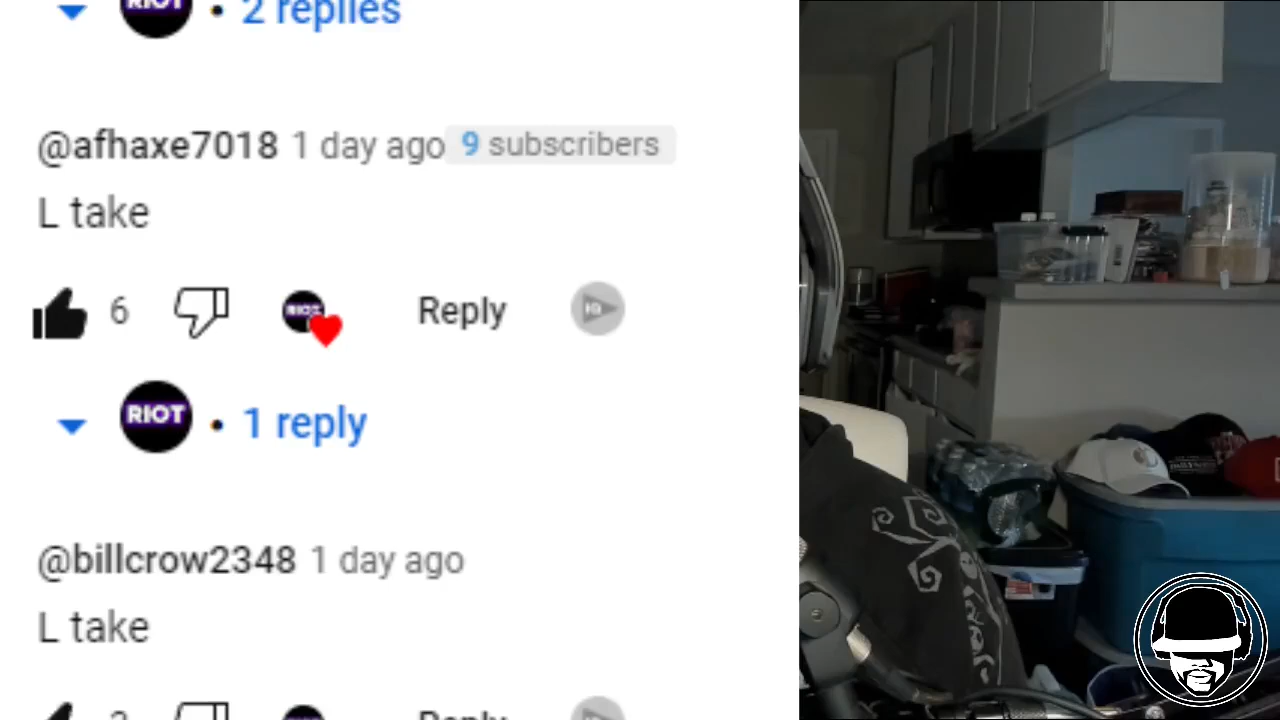 RIOT • 2 replies
@afhaxe7018 1 day ago 9 subscribers
L take
6 Reply
RIOT • 1 reply
@billcrow2348 1 day ago
L take